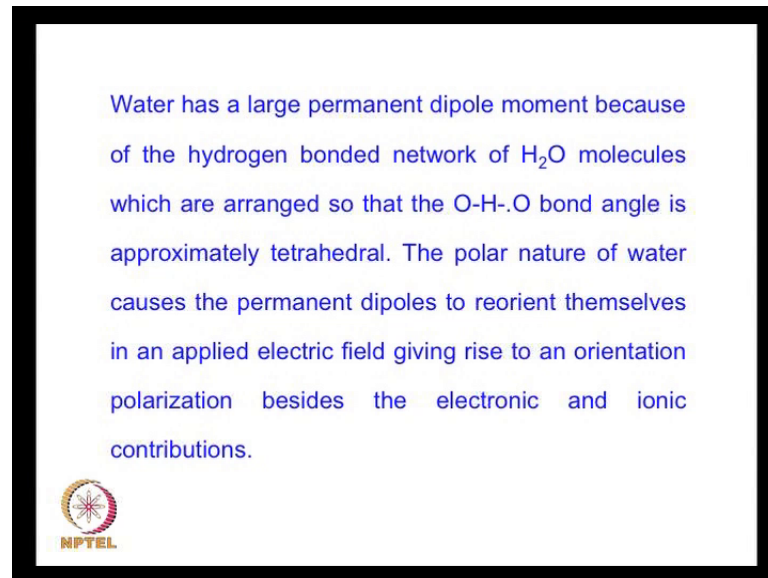 Water has a large permanent dipole moment because
of the hydrogen bonded network of H₂O molecules
which are arranged so that the O-H-.O bond angle is
approximately tetrahedral. The polar nature of water
causes the permanent dipoles to reorient themselves
in an applied electric field giving rise to an orientation
polarization besides the electronic and ionic
contributions.
NPTEL